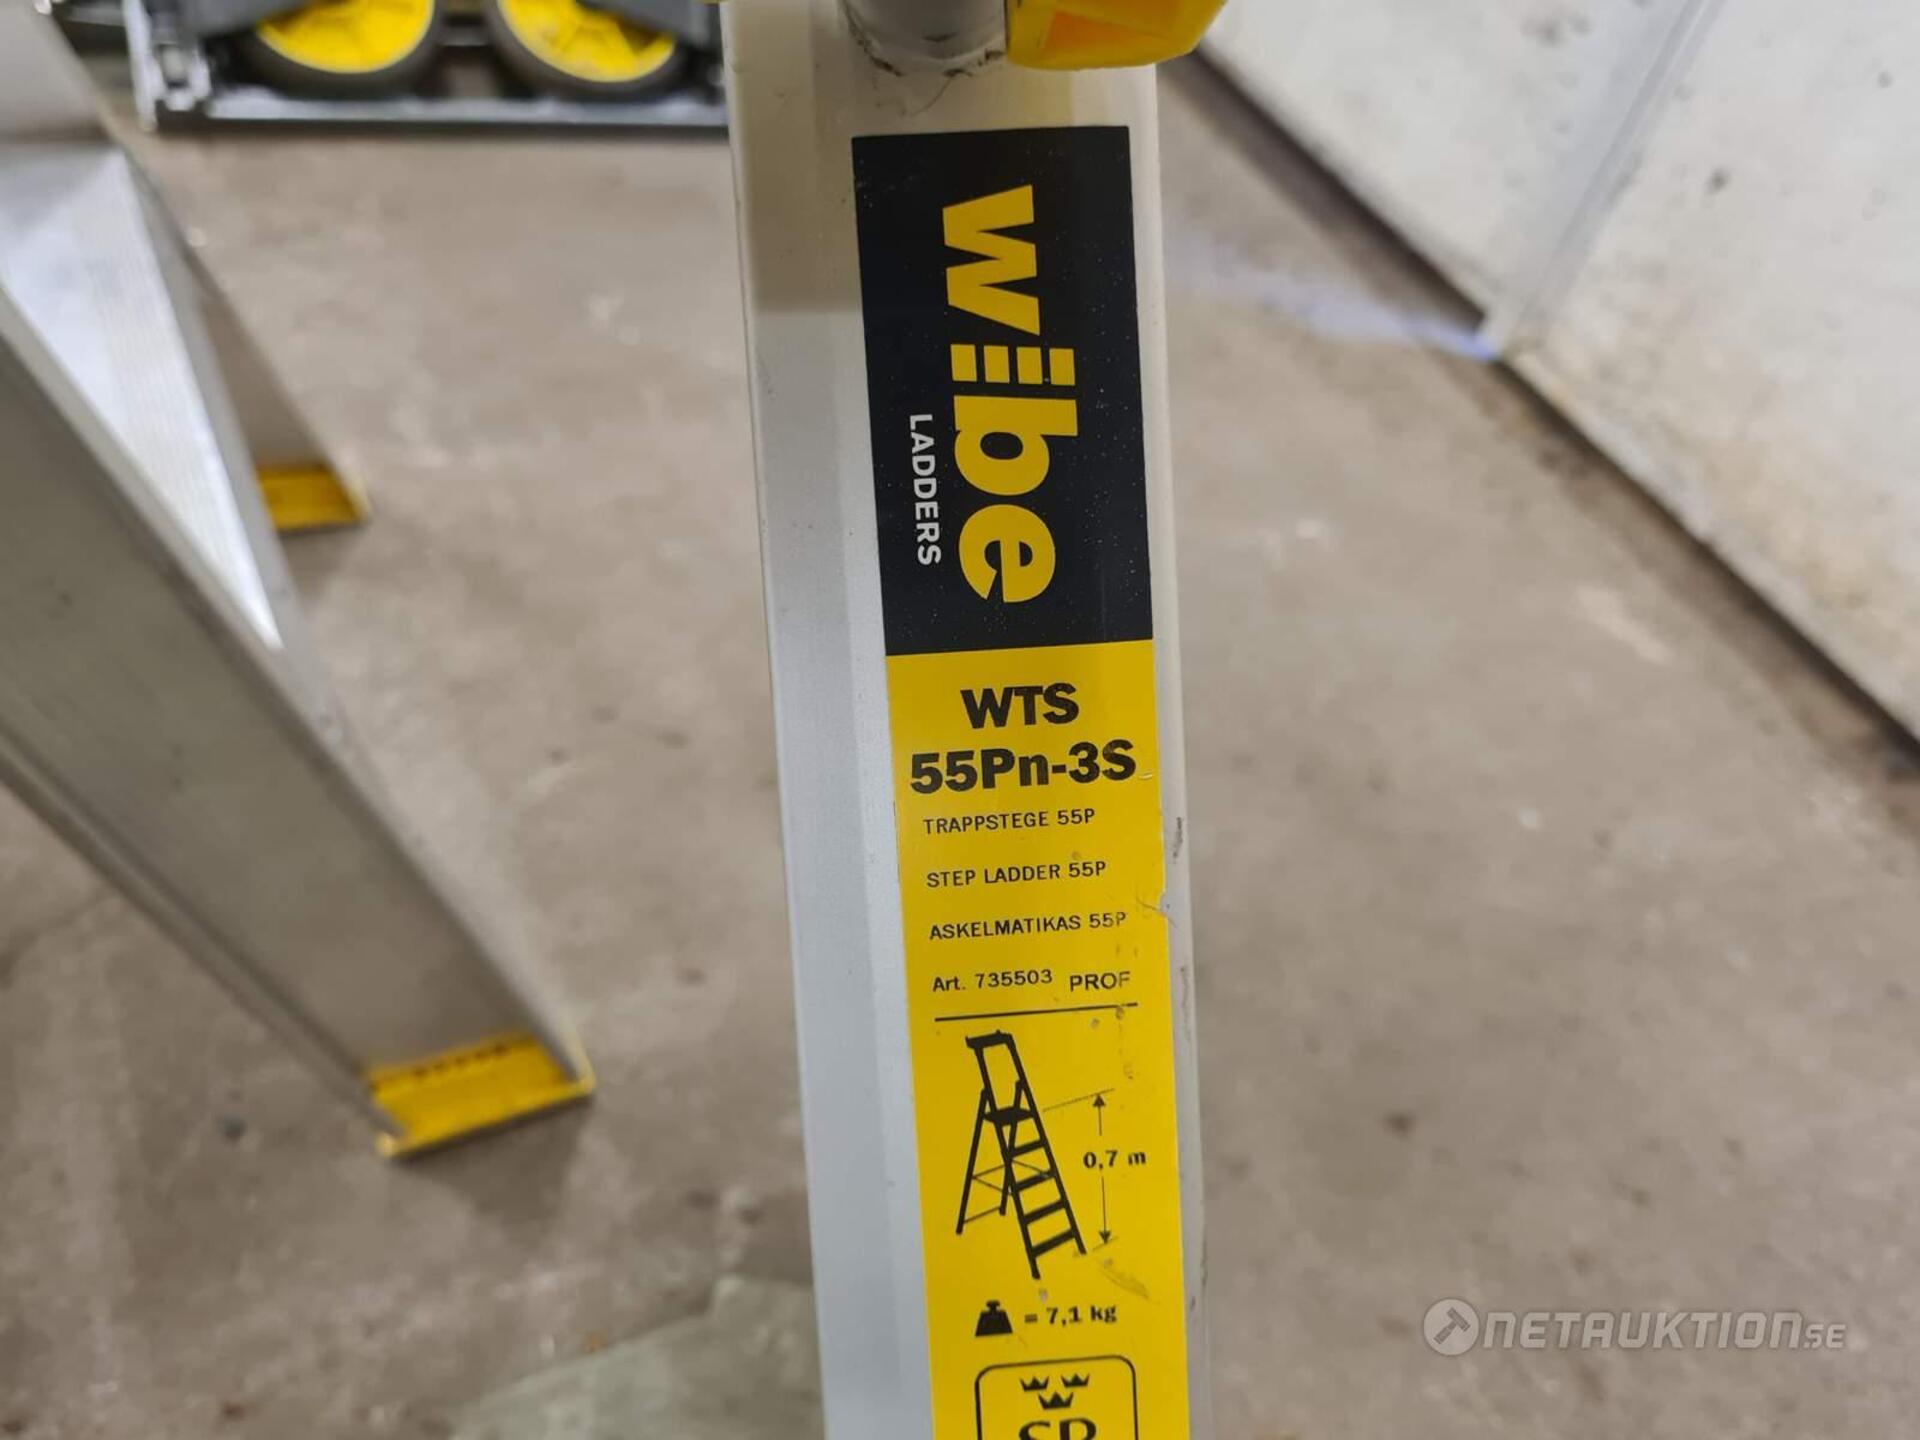 wibe
LADDERS
WTS
55Pn-3S
TRAPPSTEGE 55P
STEP LADDER 55P
ASKELMATIKAS 55P
Art. 735503 PROF
0,7 m
= 7,1 kg
SP
NETAUKTION.SE